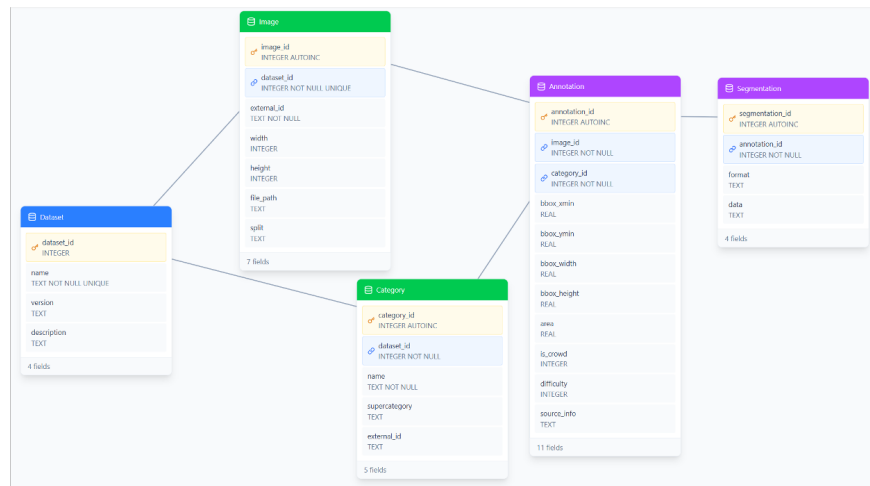 Image
image_id
INTEGER AUTOINC
dataset_id
INTEGER NOT NULL UNIQUE
external_id
TEXT NOT NULL
width
INTEGER
height
INTEGER
file_path
TEXT
split
TEXT
7 fields
Dataset
dataset_id
INTEGER
name
TEXT NOT NULL UNIQUE
version
TEXT
description
TEXT
4 fields
Category
category_id
INTEGER AUTOINC
dataset_id
INTEGER NOT NULL
name
TEXT NOT NULL
supercategory
TEXT
external_id
TEXT
5 fields
Annotation
annotation_id
INTEGER AUTOINC
image_id
INTEGER NOT NULL
category_id
INTEGER NOT NULL
bbox_xmin
REAL
bbox_ymin
REAL
bbox_width
REAL
bbox_height
REAL
area
REAL
is_crowd
INTEGER
difficulty
INTEGER
source_info
TEXT
11 fields
Segmentation
segmentation_id
INTEGER AUTOINC
annotation_id
INTEGER NOT NULL
format
TEXT
data
TEXT
4 fields